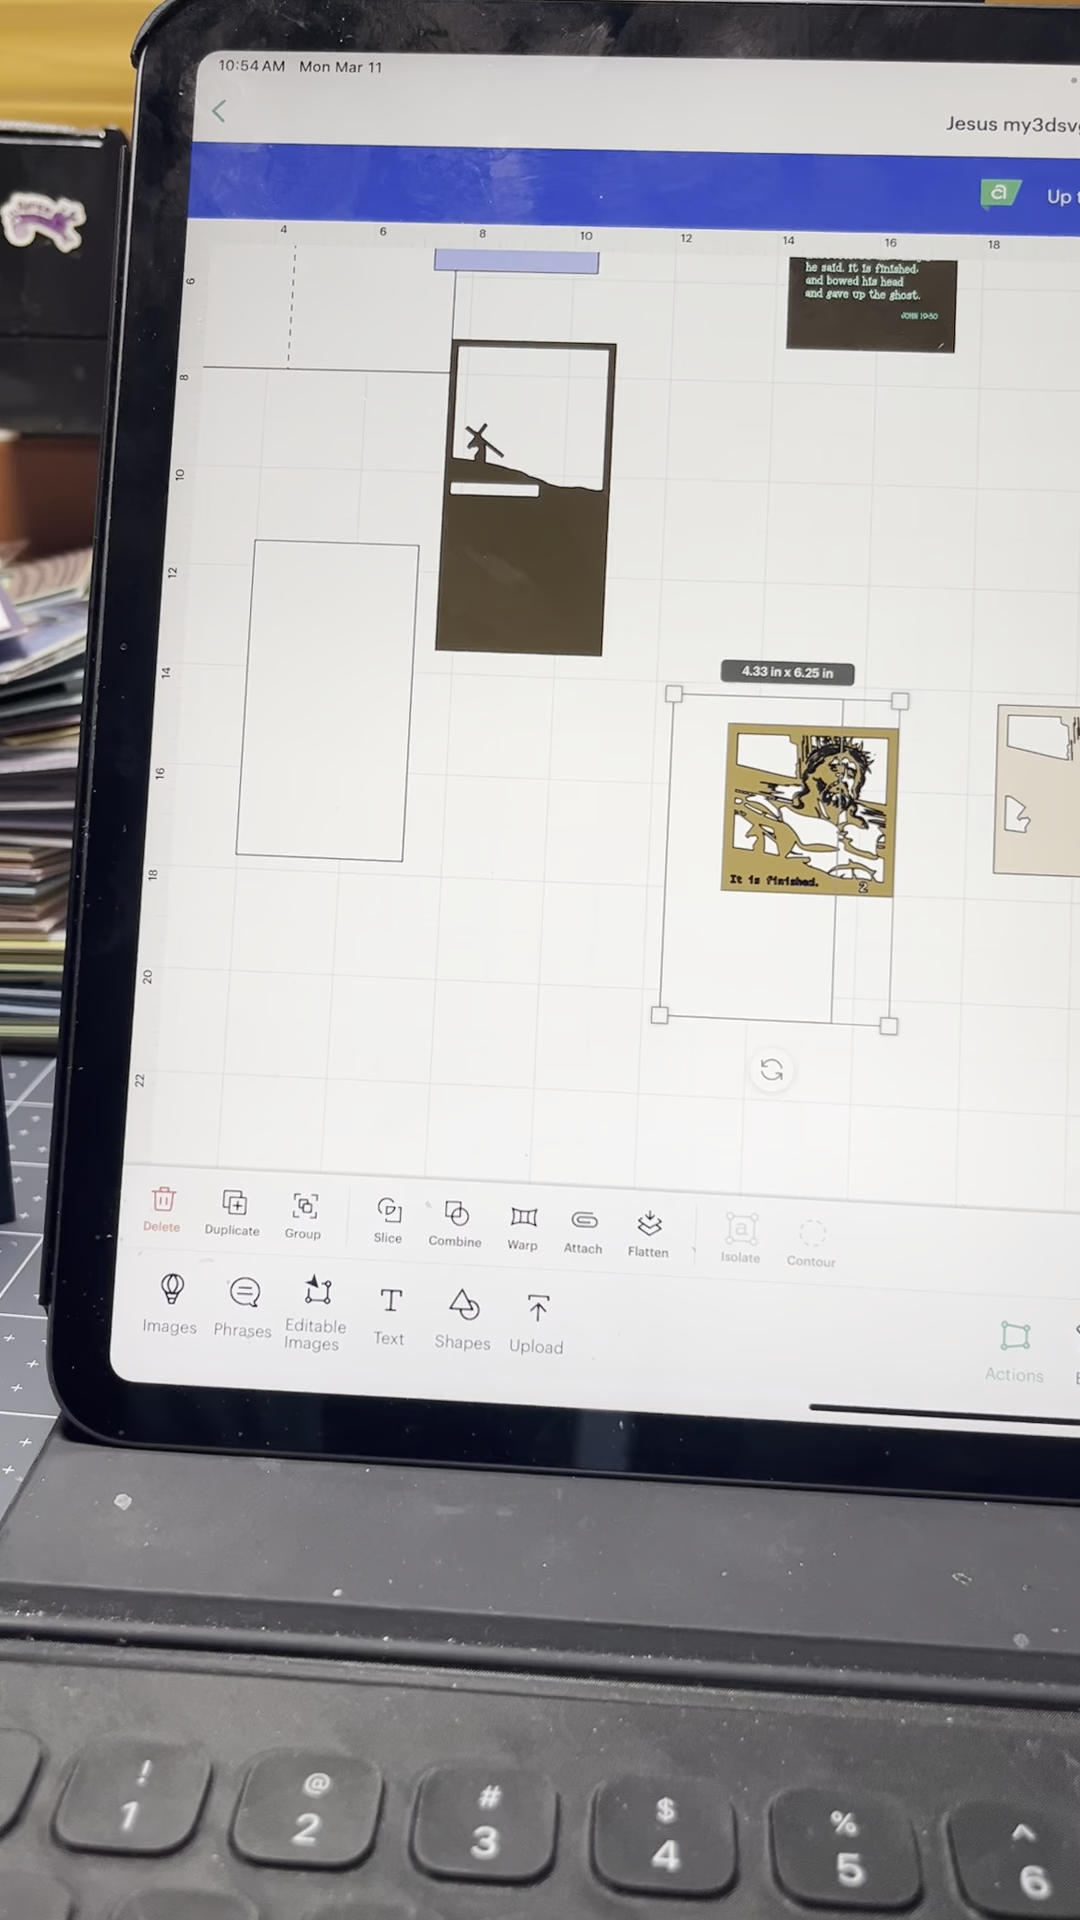 10:54 AM Mon Mar 11
Jesus my3dsv
Up
4 6 8 10 12 14 16 18
6
8
10
12
14
16
18
20
22
he said. It is finished.
and bowed his head
and gave up the ghost.
JOHN 19:30
4.33 in x 6.25 in
It is finished.
2
Delete
Duplicate
Group
Slice
Combine
Warp
Attach
Flatten
Isolate
Contour
Images
Phrases
Editable
Images
Text
Shapes
Upload
Actions
! @ # $ % ^
1 2 3 4 5 6